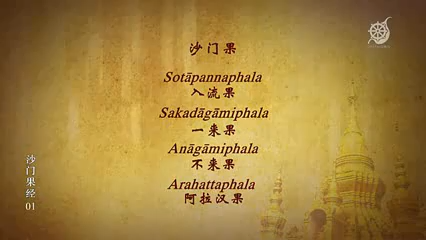 沙门果
Sotāpannaphala
入流果
Sakadāgāmiphala
一来果
Anāgāmiphala
不来果
Arahattaphala
阿拉汉果
沙门果经 01